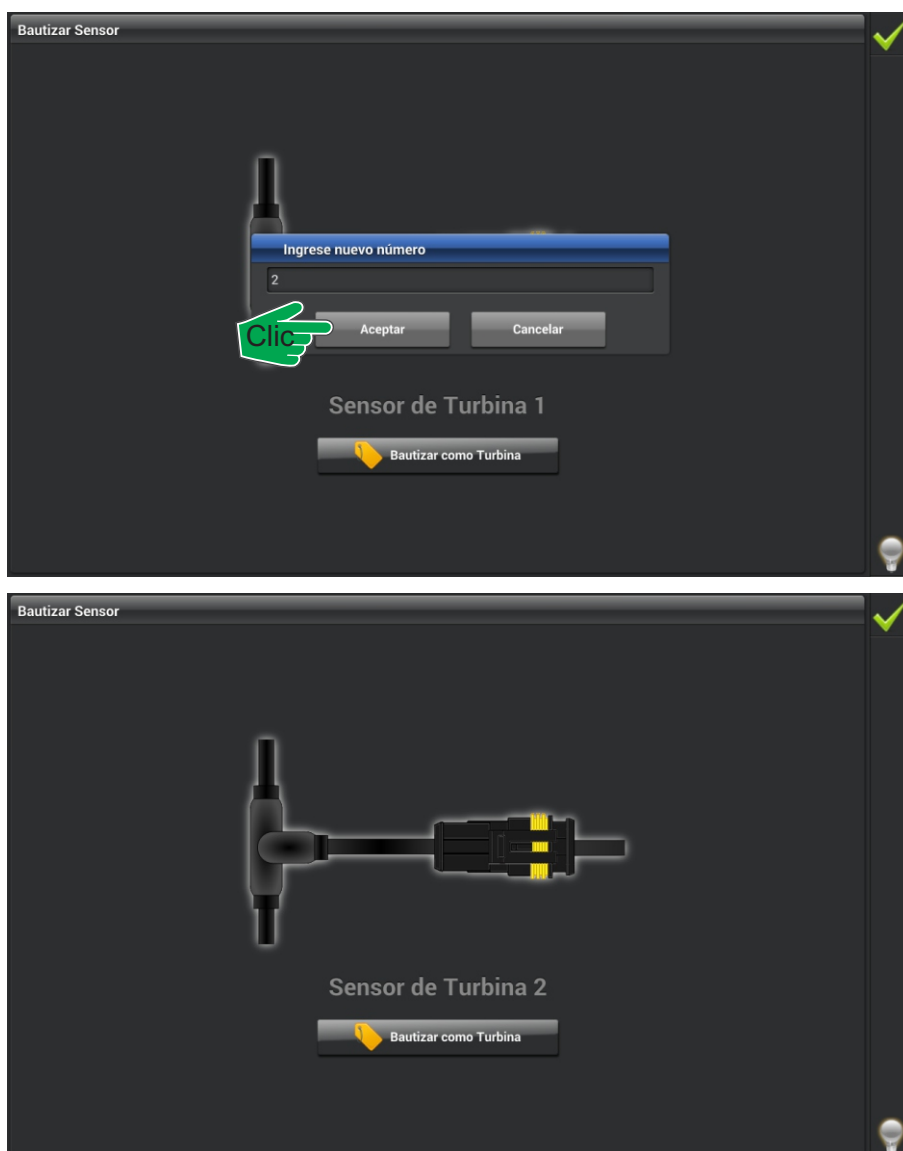 Bautizar Sensor
Ingrese nuevo número
2
Clic
Aceptar
Cancelar
Sensor de Turbina 1
Bautizar como Turbina
Bautizar Sensor
Sensor de Turbina 2
Bautizar como Turbina